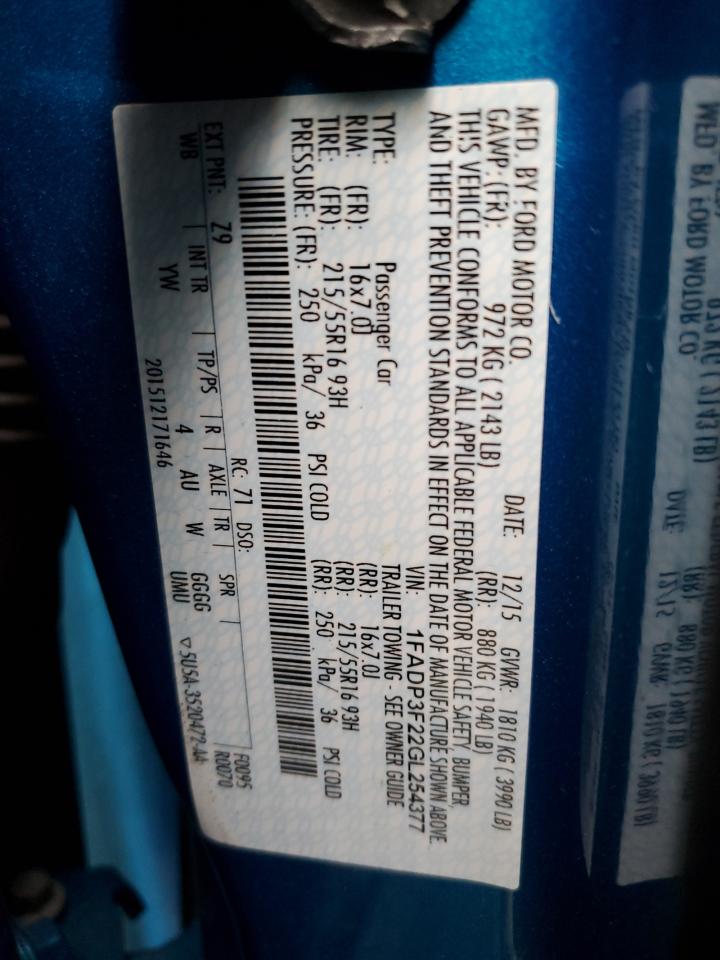 MFD. BY FORD MOTOR CO. DATE: 12/15 GVWR: 1810 KG ( 3990 LB)
GAWP: (FR): 972 KG ( 2143 LB) (RR): 880 KG ( 1940 LB)
THIS VEHICLE CONFORMS TO ALL APPLICABLE FEDERAL MOTOR VEHICLE SAFETY, BUMPER,
AND THEFT PREVENTION STANDARDS IN EFFECT ON THE DATE OF MANUFACTURE SHOWN ABOVE.
VIN: 1FADP3F22GL254377
TYPE: Passenger Car TRAILER TOWING - SEE OWNER GUIDE
RIM: (FR): 16x7.0J (RR): 16x7.0J
TIRE: (FR): 215/55R16 93H (RR): 215/55R16 93H
PRESSURE: (FR): 250 kPa/ 36 PSI COLD (RR): 250 kPa/ 36 PSI COLD
RC: 71 DSO: F0095
EXT PNT: Z9 | INT TR | TP/PS | R | AXLE | TR | SPR | R0070
WB YW 4 AU W GGGG
UMU ▽5U5A-3520472-AA
201512171646